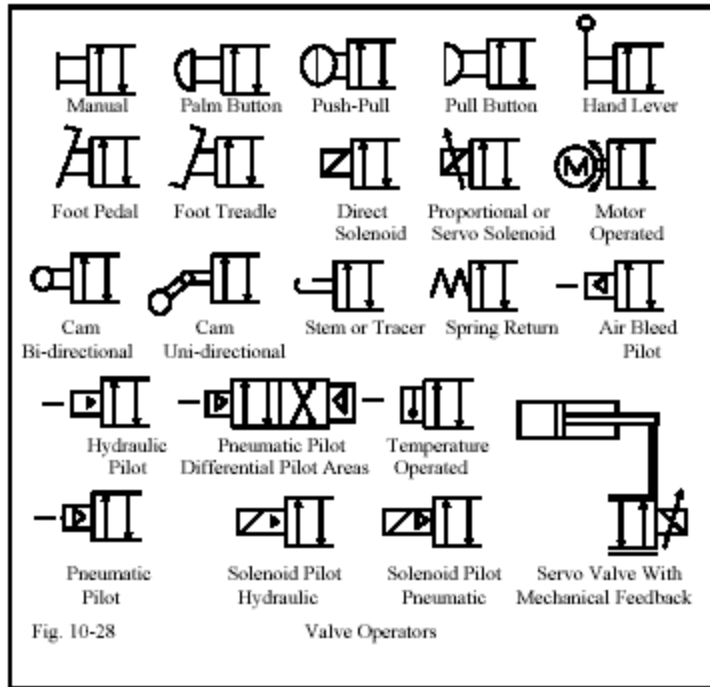 Manual
Palm Button
Push-Pull
Pull Button
Hand Lever
Foot Pedal
Foot Treadle
Direct
Solenoid
Proportional or
Servo Solenoid
M
Motor
Operated
Cam
Bi-directional
Cam
Uni-directional
Stem or Tracer
Spring Return
Air Bleed
Pilot
Hydraulic
Pilot
Pneumatic Pilot
Differential Pilot Areas
Temperature
Operated
Pneumatic
Pilot
Solenoid Pilot
Hydraulic
Solenoid Pilot
Pneumatic
Servo Valve With
Mechanical Feedback
Fig. 10-28
Valve Operators